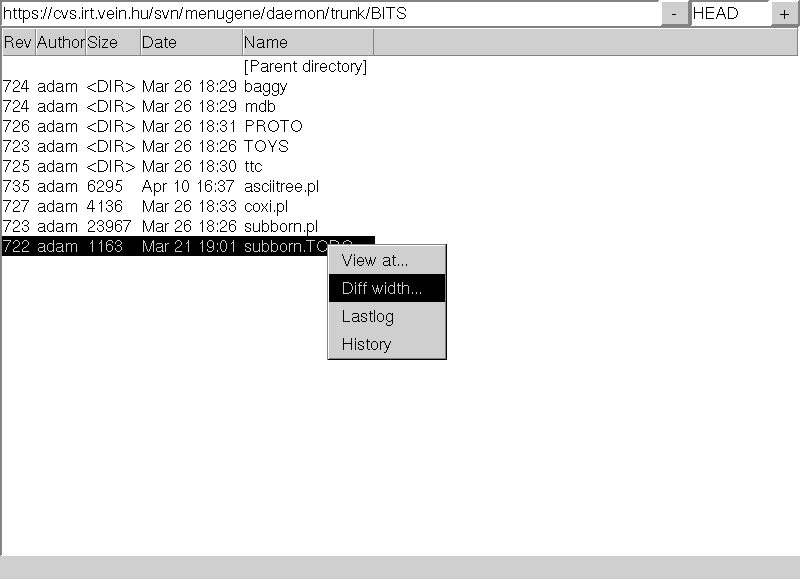 https://cvs.irt.vein.hu/svn/menugene/daemon/trunk/BITS - HEAD +
Rev Author Size Date Name
[Parent directory]
724 adam <DIR> Mar 26 18:29 baggy
724 adam <DIR> Mar 26 18:29 mdb
726 adam <DIR> Mar 26 18:31 PROTO
723 adam <DIR> Mar 26 18:26 TOYS
725 adam <DIR> Mar 26 18:30 ttc
735 adam 6295 Apr 10 16:37 asciitree.pl
727 adam 4136 Mar 26 18:33 coxi.pl
723 adam 23967 Mar 26 18:26 subborn.pl
722 adam 1163 Mar 21 19:01 subborn.TODO
View at...
Diff width...
Lastlog
History